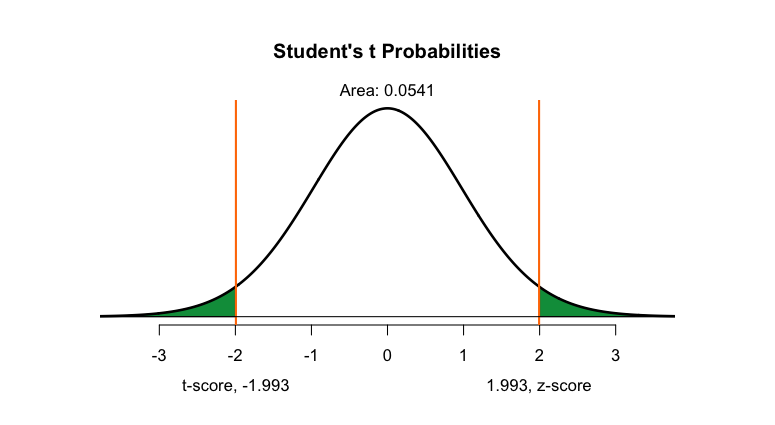 Student's t Probabilities
Area: 0.0541
-3 -2 -1 0 1 2 3
t-score, -1.993 1.993, z-score